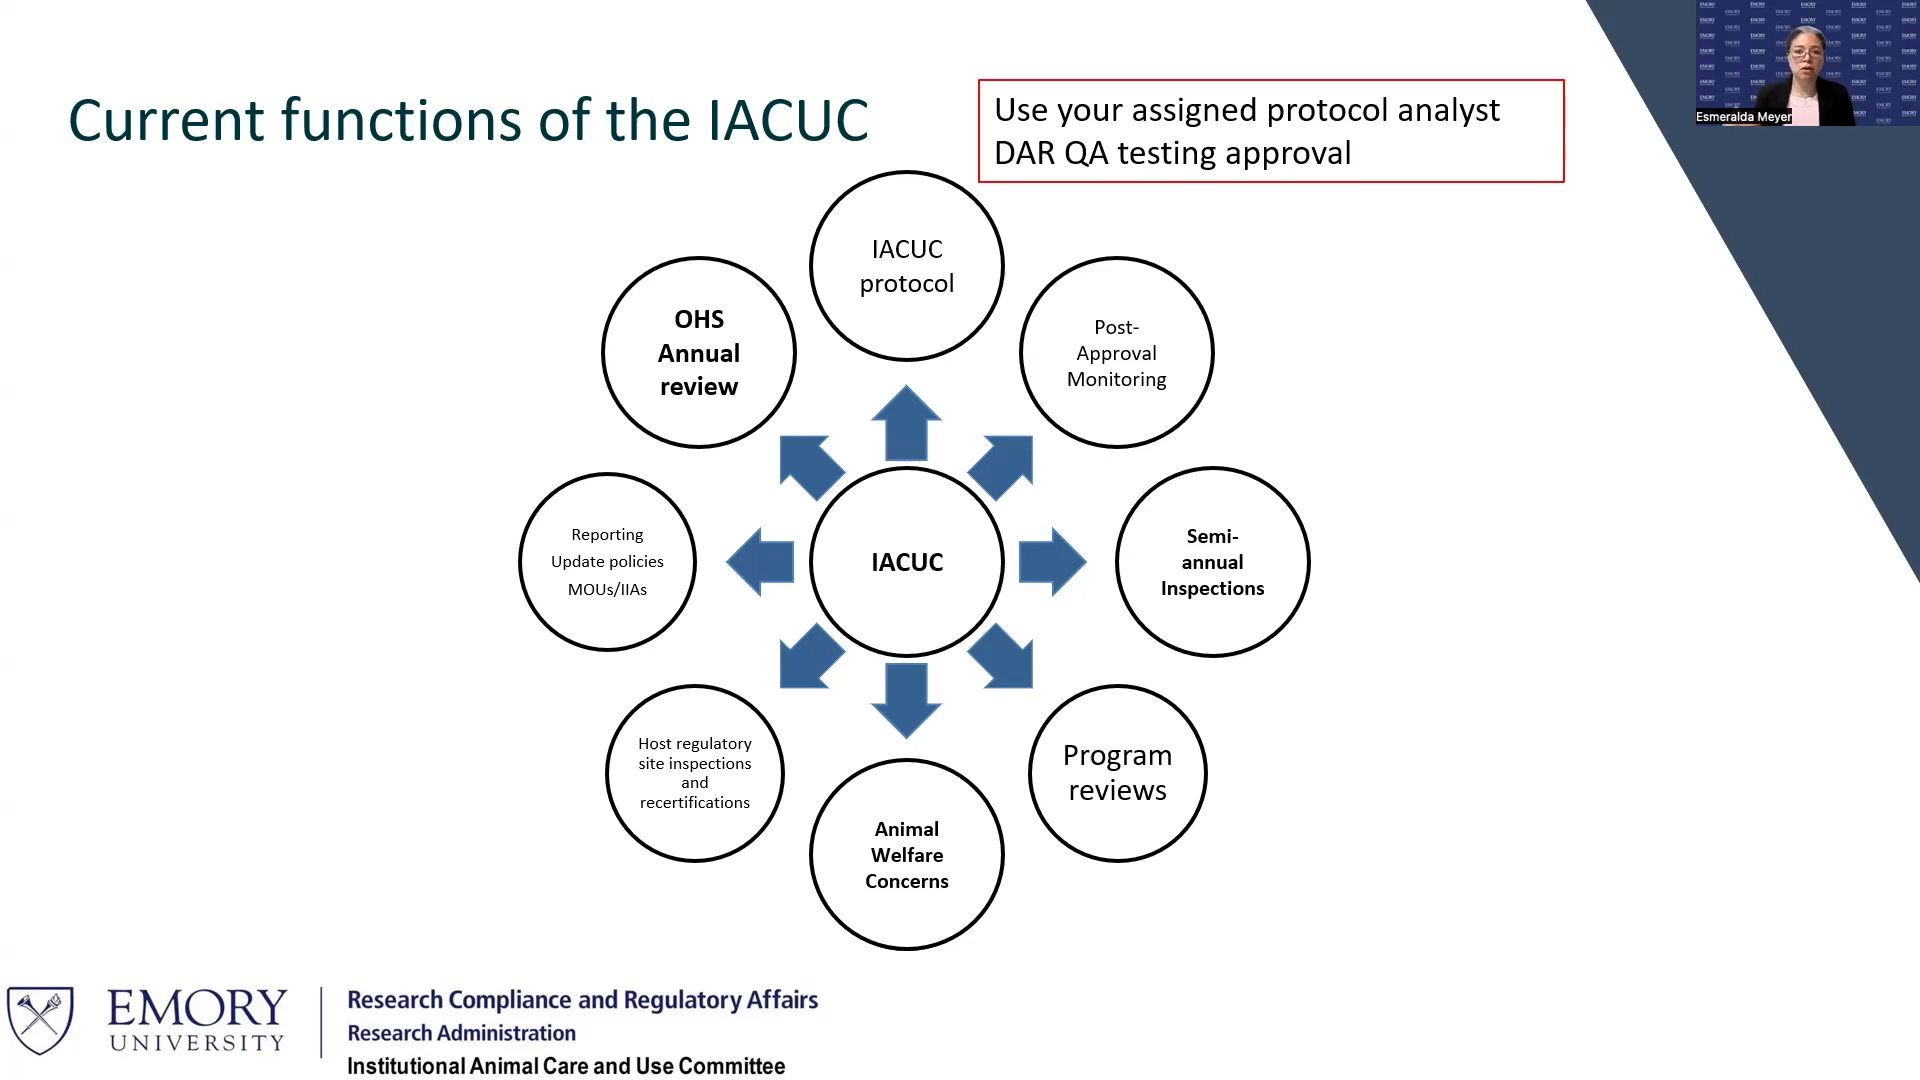 Current functions of the IACUC
Use your assigned protocol analyst
DAR QA testing approval
Esmeralda Meyer
IACUC
protocol
OHS
Annual
review
Post-
Approval
Monitoring
Reporting
Update policies
MOUs/IIAs
IACUC
Semi-
annual
Inspections
Host regulatory
site inspections
and
recertifications
Animal
Welfare
Concerns
Program
reviews
EMORY
UNIVERSITY
Research Compliance and Regulatory Affairs
Research Administration
Institutional Animal Care and Use Committee